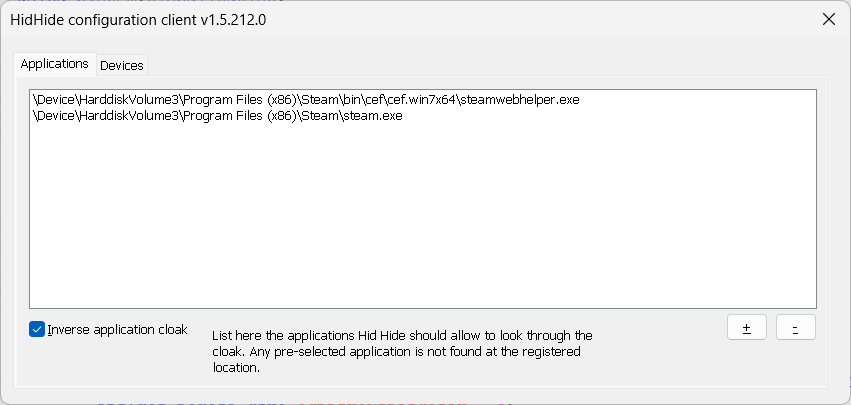 HidHide configuration client v1.5.212.0
Applications
Devices
\Device\HarddiskVolume3\Program Files (x86)\Steam\bin\cef\cef.win7x64\steamwebhelper.exe
\Device\HarddiskVolume3\Program Files (x86)\Steam\steam.exe
Inverse application cloak
List here the applications Hid Hide should allow to look through the
cloak. Any pre-selected application is not found at the registered
location.
+
-